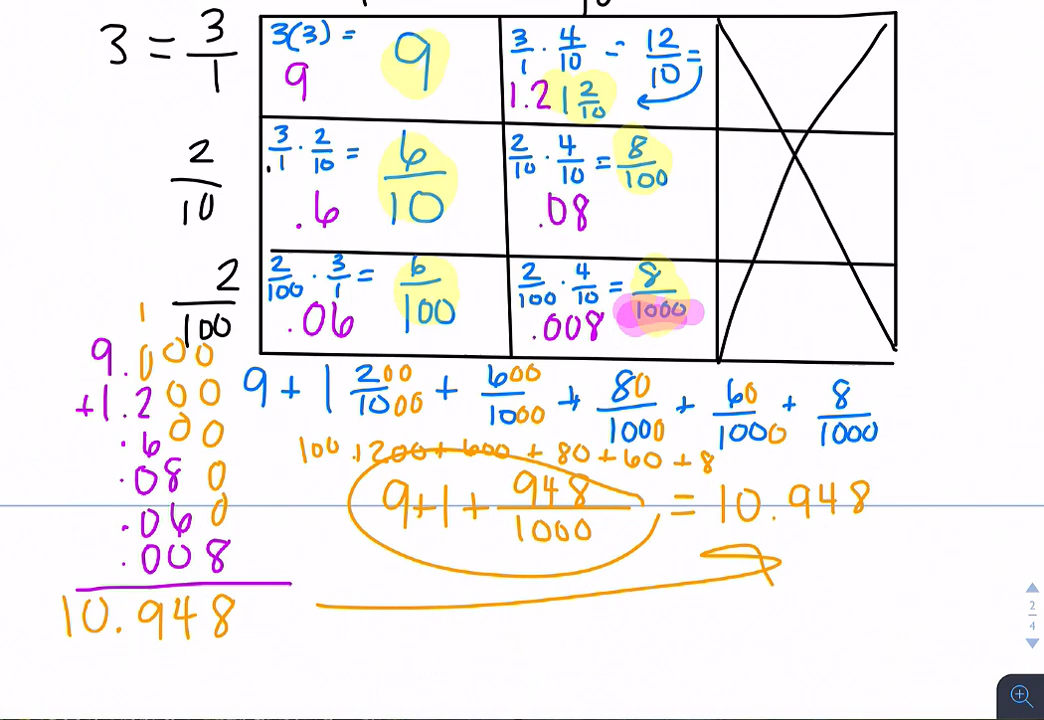 3 = 3/1
3(3) = 9
9
3/1 · 4/10 = 12/10 =
1.2 1 2/10
2/10
3/.1 · 2/10 = 6/10
.6
2/10 · 4/10 = 8/100
.08
2/100
2/100 · 3/1 = 6/100
.06
2/100 · 4/10 = 8/1000
.008
1
9.000
+1.200
.600
.080
.060
.008
10.948
9 + 1 200/1000 + 600/1000 + 80/1000 + 60/1000 + 8/1000
200 + 600 + 80 + 60 + 8
9+1+ 948/1000 = 10.948
2/4